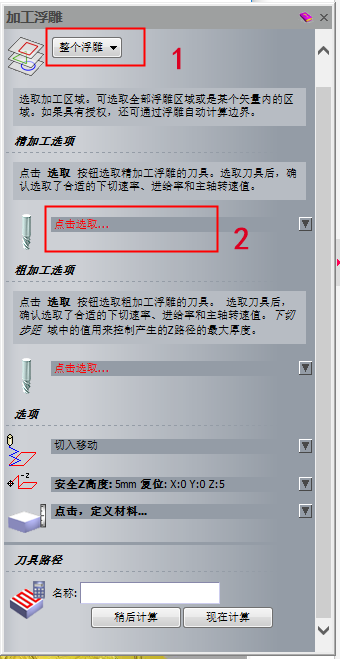 加工浮雕
整个浮雕
1
选取加工区域。可选取全部浮雕区域或是某个矢量内的区
域。如果具有授权，还可通过浮雕自动计算边界。
精加工选项
点击 选取 按钮选取精加工浮雕的刀具。选取刀具后，确
认选取了合适的下切速率、进给率和主轴转速值。
点击选取...
2
粗加工选项
点击 选取 按钮选取粗加工浮雕的刀具。 选取刀具后，
确认选取了合适的下切速率、进给率和主轴转速值。下切
步距 域中的值用来控制产生的Z路径的最大厚度。
点击选取...
选项
切入移动
安全Z高度: 5mm 复位: X:0 Y:0 Z:5
点击，定义材料...
刀具路径
名称:
稍后计算 现在计算